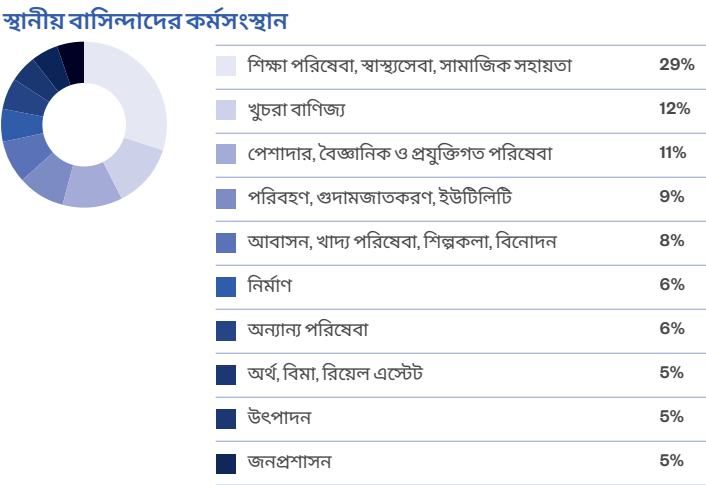 স্থানীয় বাসিন্দাদের কর্মসংস্থান
শিক্ষা পরিষেবা, স্বাস্থ্যসেবা, সামাজিক সহায়তা 29%
খুচরা বাণিজ্য 12%
পেশাদার, বৈজ্ঞানিক ও প্রযুক্তিগত পরিষেবা 11%
পরিবহণ, গুদামজাতকরণ, ইউটিলিটি 9%
আবাসন, খাদ্য পরিষেবা, শিল্পকলা, বিনোদন 8%
নির্মাণ 6%
অন্যান্য পরিষেবা 6%
অর্থ, বিমা, রিয়েল এস্টেট 5%
উৎপাদন 5%
জনপ্রশাসন 5%